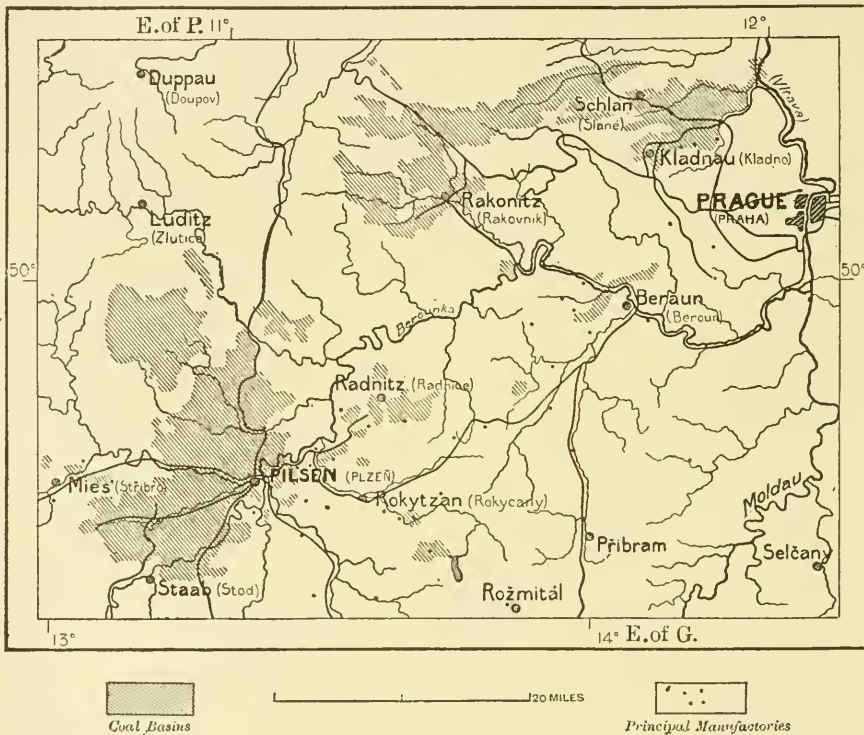 E. of P. 11°
12°
Duppau
(Doupov)
Schlan
(Slané)
(Vltava)
Kladnau (Kladno)
Luditz
(Zlutice)
Rakonitz
(Rakovnik)
PRAGUE
(PRAHA)
50°
50°
Beraun
(Beroun)
Berounka
Radnitz (Radnice)
PILSEN (PLZEŇ)
Mies (Stříbro)
Rokytzan (Rokycany)
Moldau
Přibram
Selčany
Staab (Stod)
Rožmitál
13°
14° E. of G.
Coal Basins
20 MILES
Principal Manufactories